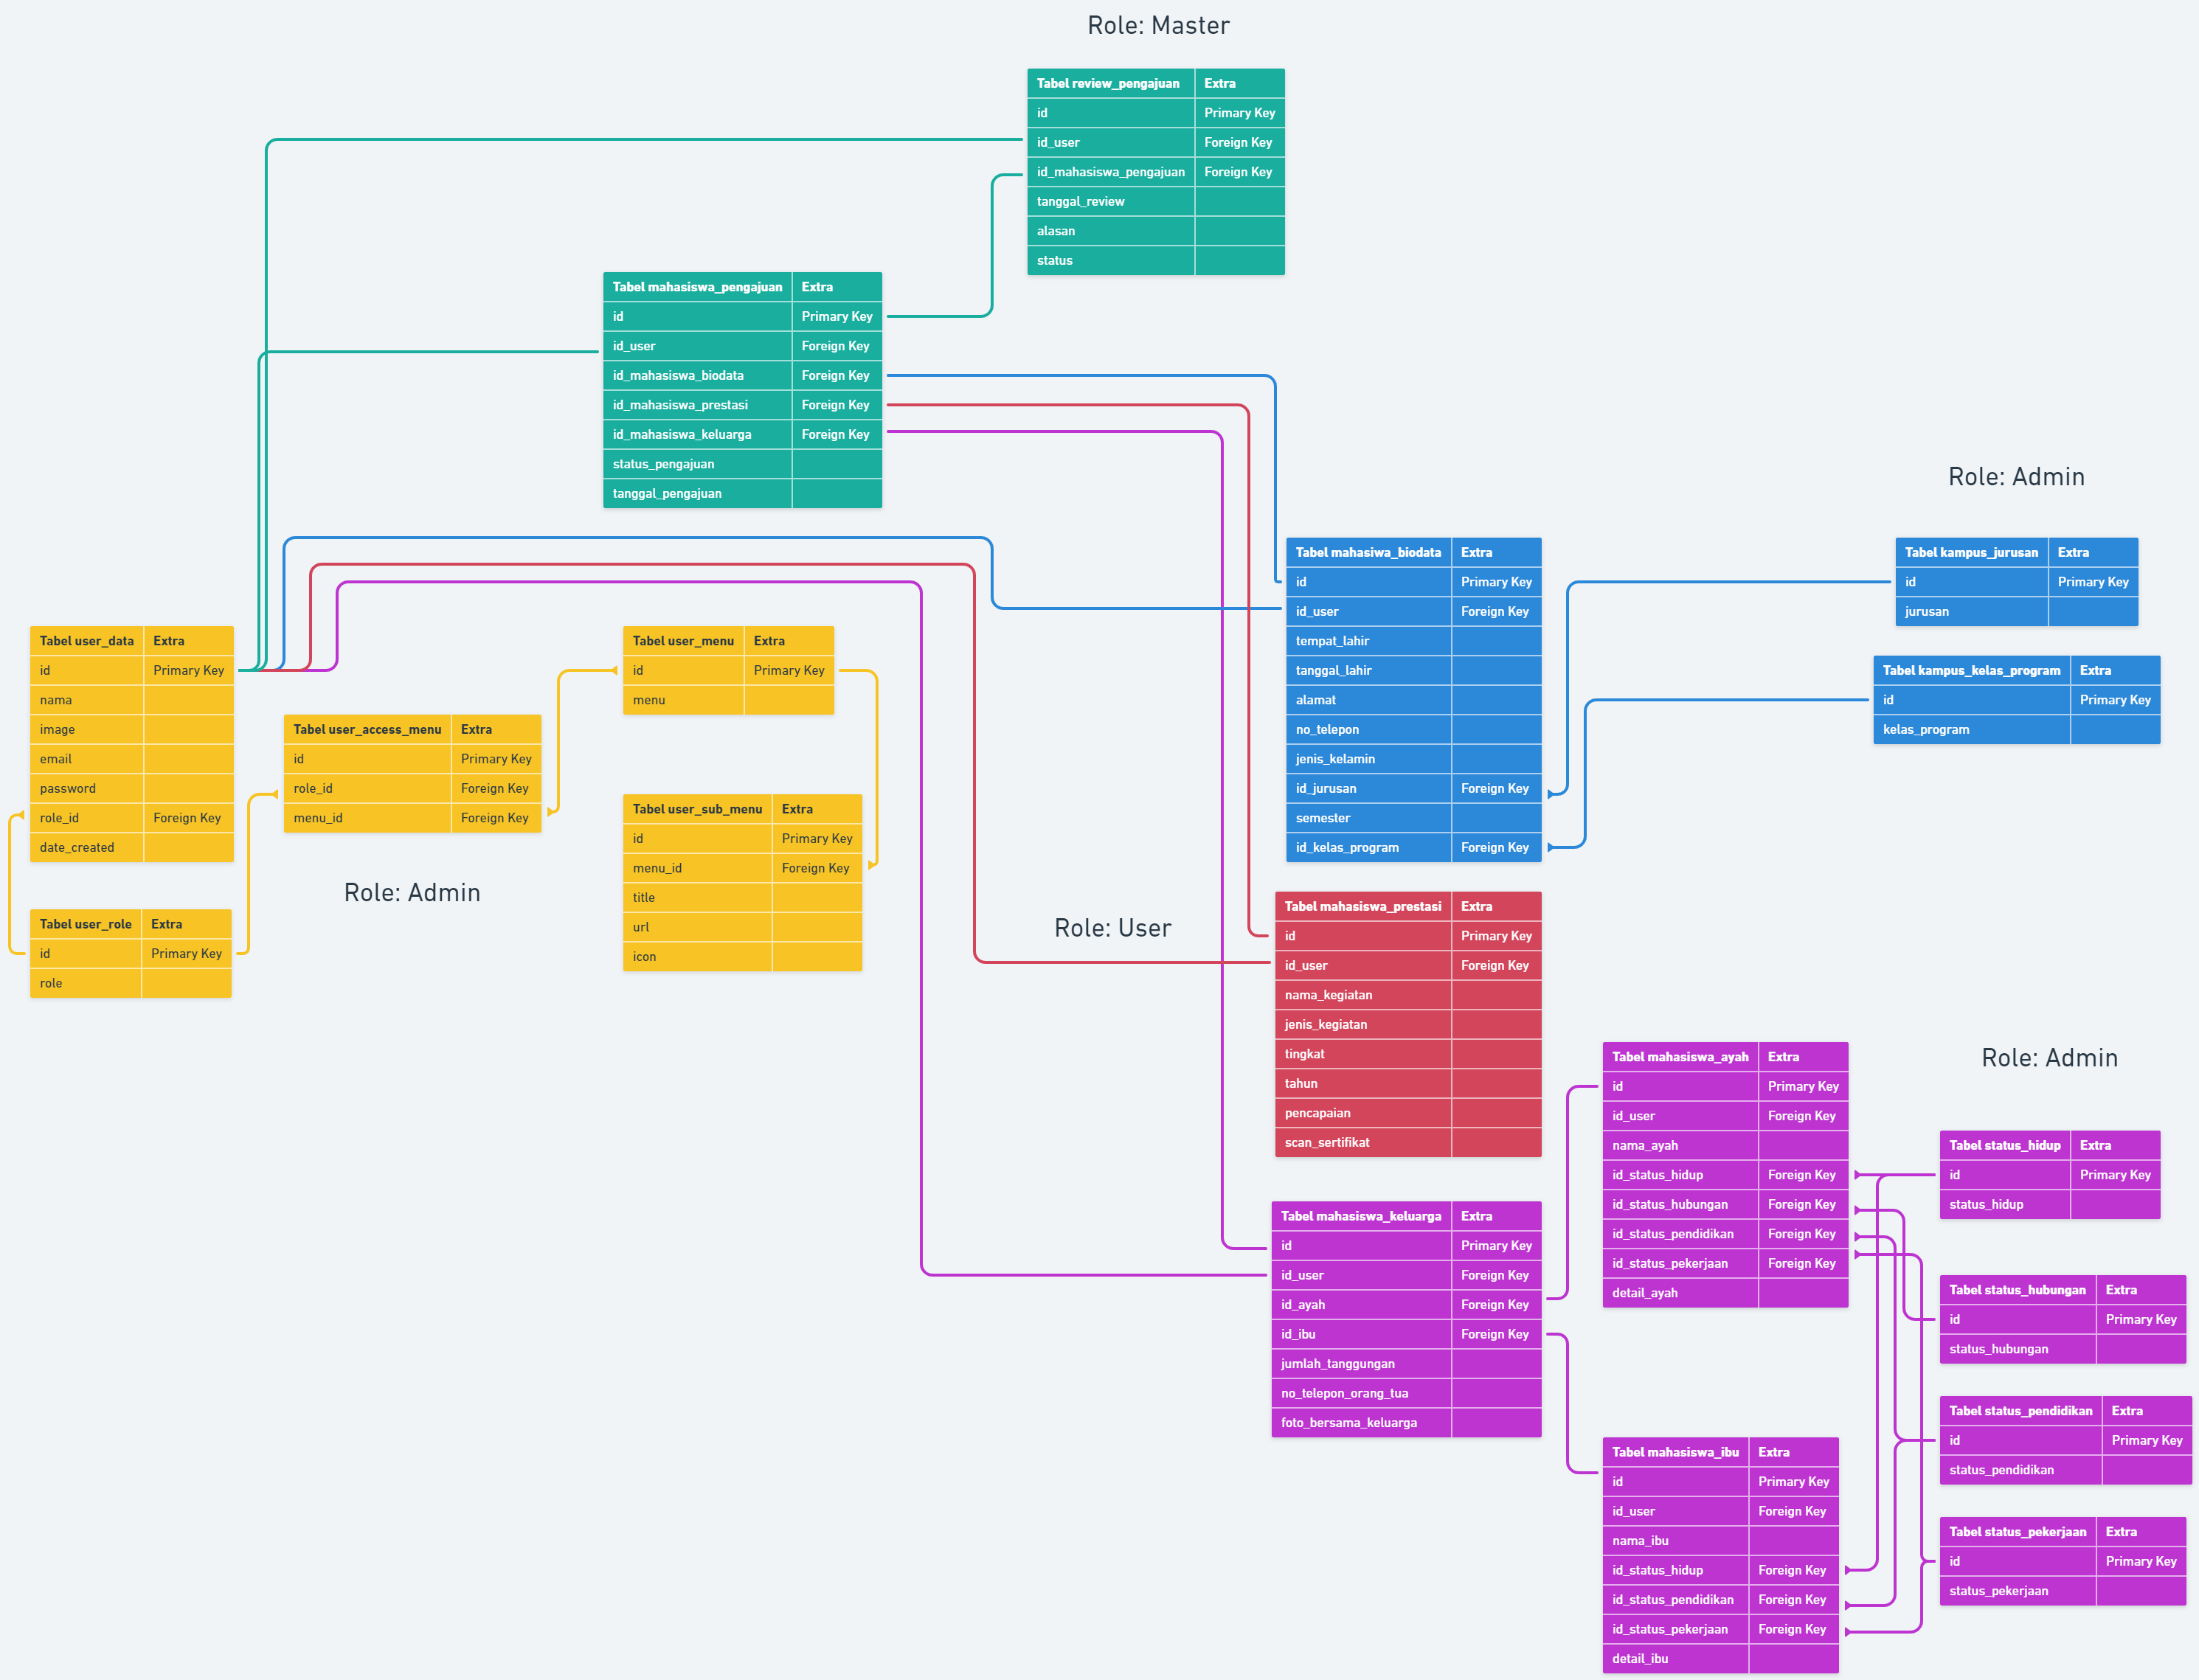 Role: Master
Tabel review_pengajuan Extra
id Primary Key
id_user Foreign Key
id_mahasiswa_pengajuan Foreign Key
tanggal_review
alasan
status
Tabel mahasiswa_pengajuan Extra
id Primary Key
id_user Foreign Key
id_mahasiswa_biodata Foreign Key
id_mahasiswa_prestasi Foreign Key
id_mahasiswa_keluarga Foreign Key
status_pengajuan
tanggal_pengajuan
Role: Admin
Tabel mahasiwa_biodata Extra
id Primary Key
id_user Foreign Key
tempat_lahir
tanggal_lahir
alamat
no_telepon
jenis_kelamin
id_jurusan Foreign Key
semester
id_kelas_program Foreign Key
Tabel kampus_jurusan Extra
id Primary Key
jurusan
Tabel kampus_kelas_program Extra
id Primary Key
kelas_program
Tabel user_data Extra
id Primary Key
nama
image
email
password
role_id Foreign Key
date_created
Tabel user_access_menu Extra
id Primary Key
role_id Foreign Key
menu_id Foreign Key
Tabel user_menu Extra
id Primary Key
menu
Tabel user_sub_menu Extra
id Primary Key
menu_id Foreign Key
title
url
icon
Role: Admin
Tabel user_role Extra
id Primary Key
role
Role: User
Tabel mahasiswa_prestasi Extra
id Primary Key
id_user Foreign Key
nama_kegiatan
jenis_kegiatan
tingkat
tahun
pencapaian
scan_sertifikat
Tabel mahasiswa_keluarga Extra
id Primary Key
id_user Foreign Key
id_ayah Foreign Key
id_ibu Foreign Key
jumlah_tanggungan
no_telepon_orang_tua
foto_bersama_keluarga
Tabel mahasiswa_ayah Extra
id Primary Key
id_user Foreign Key
nama_ayah
id_status_hidup Foreign Key
id_status_hubungan Foreign Key
id_status_pendidikan Foreign Key
id_status_pekerjaan Foreign Key
detail_ayah
Tabel mahasiswa_ibu Extra
id Primary Key
id_user Foreign Key
nama_ibu
id_status_hidup Foreign Key
id_status_pendidikan Foreign Key
id_status_pekerjaan Foreign Key
detail_ibu
Role: Admin
Tabel status_hidup Extra
id Primary Key
status_hidup
Tabel status_hubungan Extra
id Primary Key
status_hubungan
Tabel status_pendidikan Extra
id Primary Key
status_pendidikan
Tabel status_pekerjaan Extra
id Primary Key
status_pekerjaan